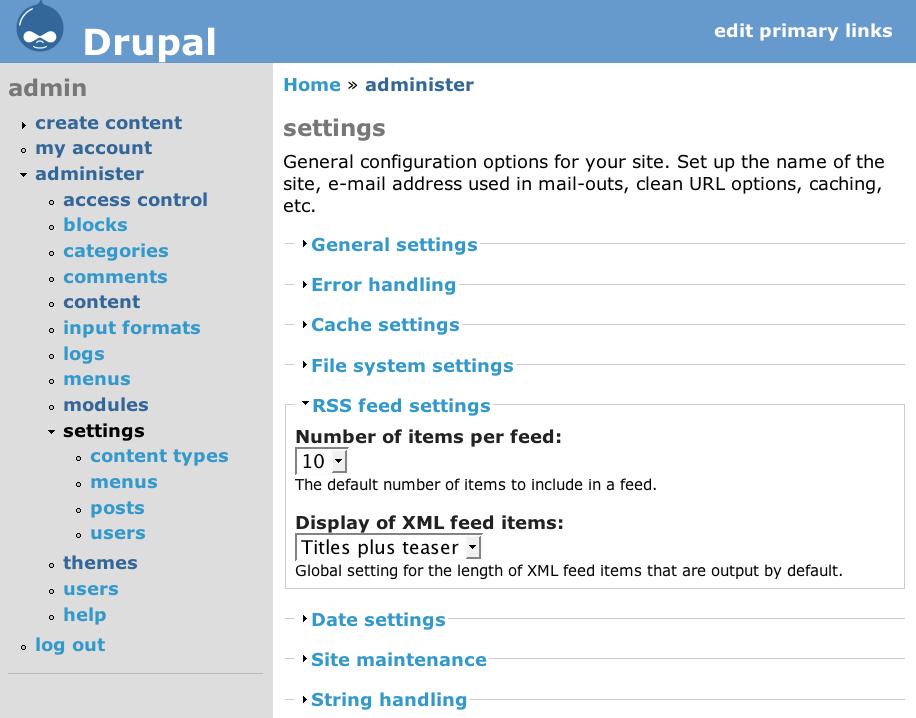 Drupal
edit primary links
admin
create content
my account
administer
access control
blocks
categories
comments
content
input formats
logs
menus
modules
settings
content types
menus
posts
users
themes
users
help
log out
Home » administer
settings
General configuration options for your site. Set up the name of the
site, e-mail address used in mail-outs, clean URL options, caching,
etc.
General settings
Error handling
Cache settings
File system settings
RSS feed settings
Number of items per feed:
10
The default number of items to include in a feed.
Display of XML feed items:
Titles plus teaser
Global setting for the length of XML feed items that are output by default.
Date settings
Site maintenance
String handling